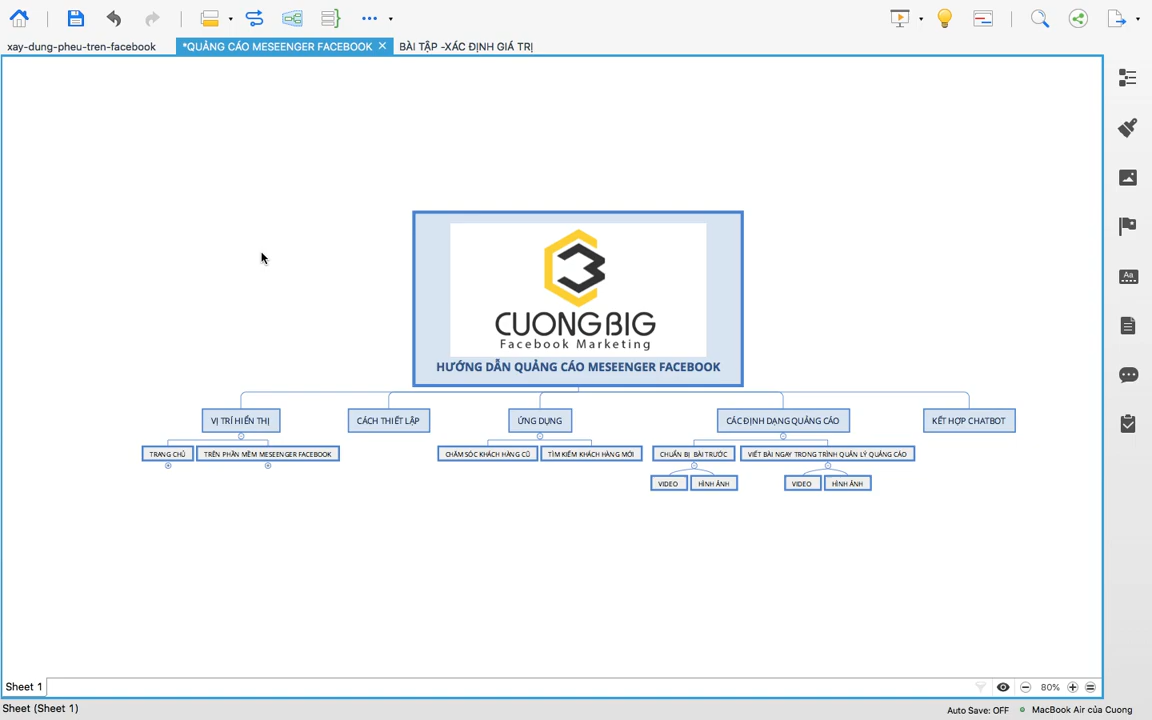 xay-dung-pheu-tren-facebook
*QUẢNG CÁO MESEENGER FACEBOOK
BÀI TẬP -XÁC ĐỊNH GIÁ TRỊ
CUONGBIG
Facebook Marketing
HƯỚNG DẪN QUẢNG CÁO MESEENGER FACEBOOK
VỊ TRÍ HIỂN THỊ
CÁCH THIẾT LẬP
ỨNG DỤNG
CÁC ĐỊNH DẠNG QUẢNG CÁO
KẾT HỢP CHATBOT
TRANG CHỦ
TRÊN PHẦN MỀM MESEENGER FACEBOOK
CHĂM SÓC KHÁCH HÀNG CŨ
TÌM KIẾM KHÁCH HÀNG MỚI
CHUẨN BỊ BÀI TRƯỚC
VIẾT BÀI NGAY TRONG TRÌNH QUẢN LÝ QUẢNG CÁO
VIDEO
HÌNH ẢNH
VIDEO
HÌNH ẢNH
Aa
Sheet 1
80%
Sheet (Sheet 1)
Auto Save: OFF
MacBook Air của Cuong